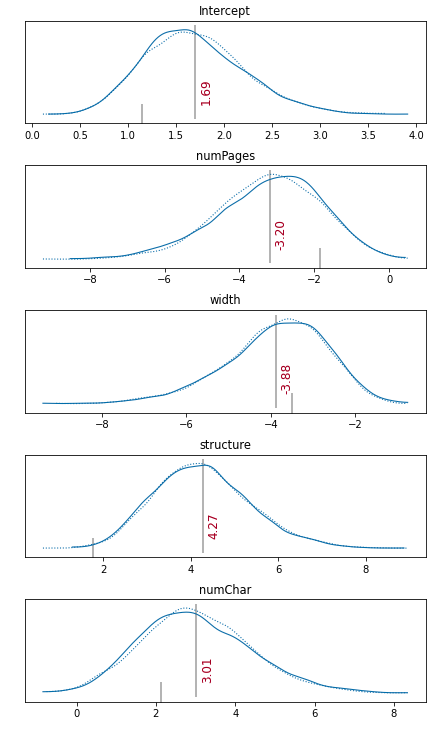 Intercept
1.69
0.0 0.5 1.0 1.5 2.0 2.5 3.0 3.5 4.0
numPages
-3.20
−8 −6 −4 −2 0
width
-3.88
−8 −6 −4 −2
structure
4.27
2 4 6 8
numChar
3.01
0 2 4 6 8